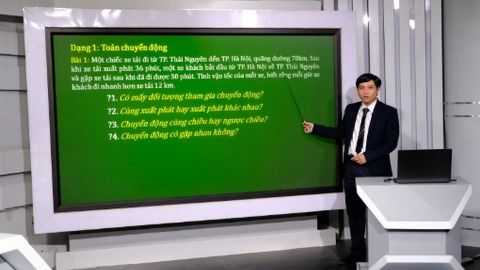 Dạng 1: Toán chuyển động
Bài 1: Một chiếc xe tải đi từ TP. Thái Nguyên đến TP. Hà Nội, quãng đường 70km. Sau
khi xe tải xuất phát 36 phút, một xe khách bắt đầu từ TP. Hà Nội về TP. Thái Nguyên
và gặp xe tải sau khi đã đi được 30 phút. Tính vận tốc của mỗi xe, biết rằng mỗi giờ xe
khách đi nhanh hơn xe tải 12 km.
?1. Có mấy đối tượng tham gia chuyển động?
?2. Cùng xuất phát hay xuất phát khác nhau?
?3. Chuyển động cùng chiều hay ngược chiều?
?4. Chuyển động có gặp nhau không?